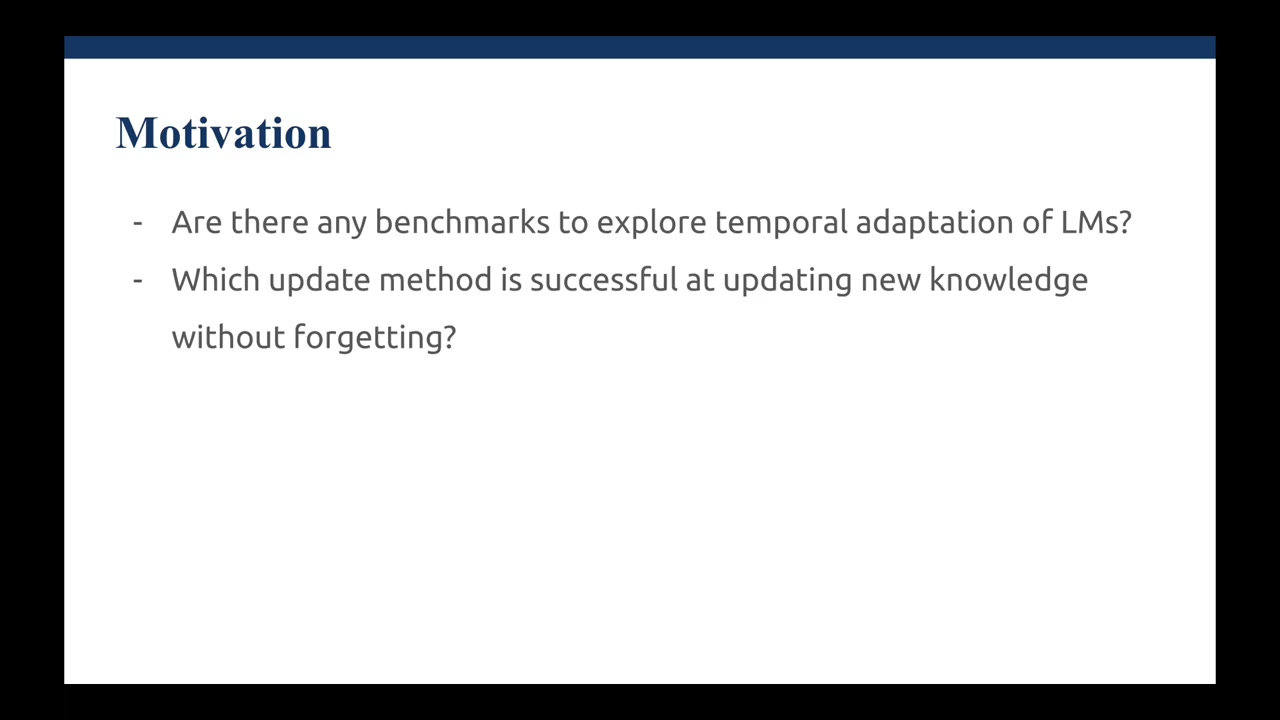 Motivation
- Are there any benchmarks to explore temporal adaptation of LMs?
- Which update method is successful at updating new knowledge
without forgetting?